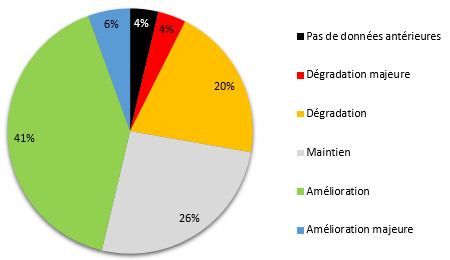 6%
4%
4%
20%
41%
26%
Pas de données antérieures
Dégradation majeure
Dégradation
Maintien
Amélioration
Amélioration majeure